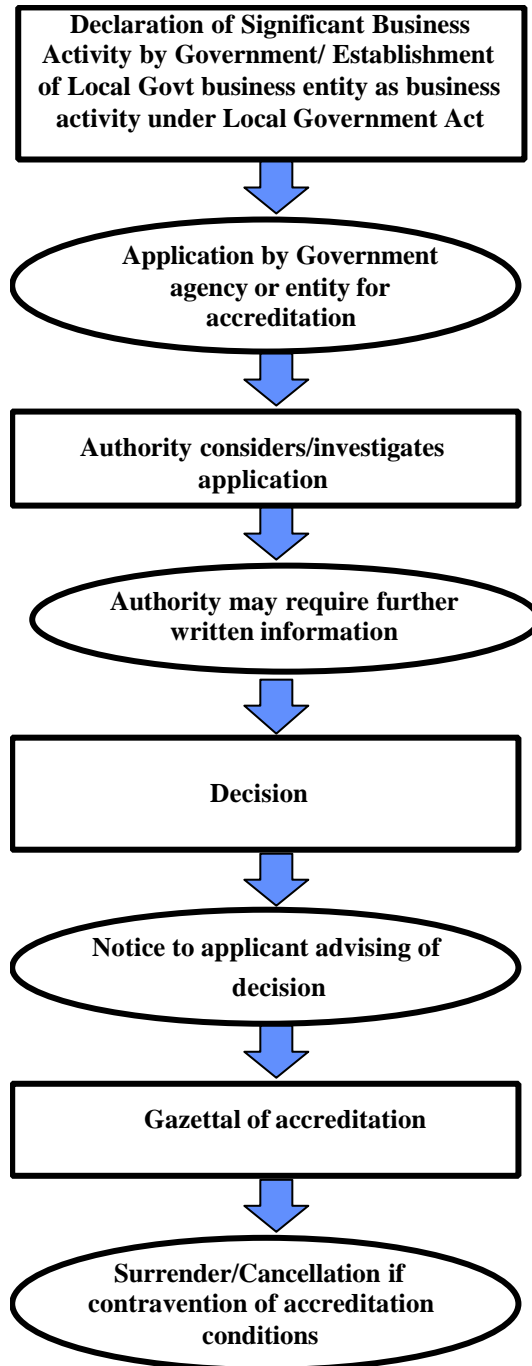 Declaration of Significant Business
Activity by Government/ Establishment
of Local Govt business entity as business
activity under Local Government Act
Application by Government
agency or entity for
accreditation
Authority considers/investigates
application
Authority may require further
written information
Decision
Notice to applicant advising of
decision
Gazettal of accreditation
Surrender/Cancellation if
contravention of accreditation
conditions